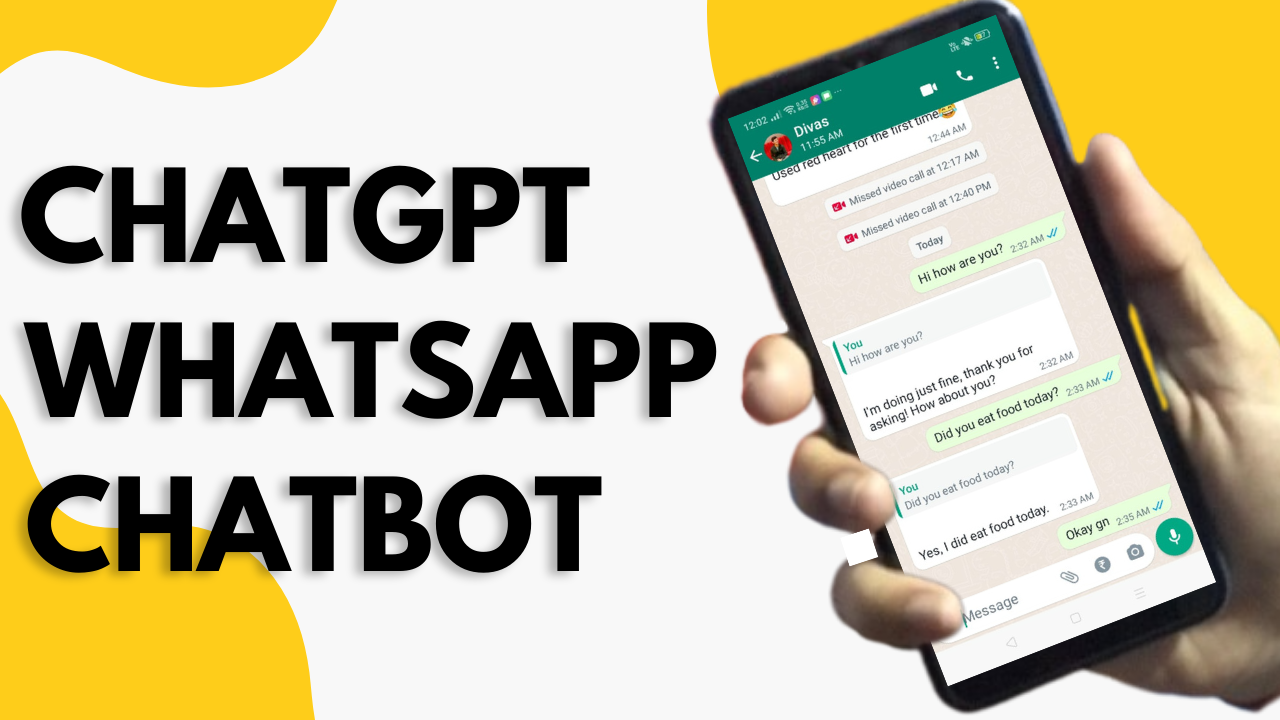 CHATGPT
WHATSAPP
CHATBOT
12:02
Divas
11:55 AM
Used red heart for the first time😂
12:44 AM
Missed video call at 12:17 AM
Missed video call at 12:40 PM
Today
Hi how are you? 2:32 AM
You
Hi how are you?
I'm doing just fine, thank you for
asking! How about you? 2:32 AM
Did you eat food today? 2:33 AM
You
Did you eat food today?
Yes, I did eat food today. 2:33 AM
Okay gn 2:35 AM
Message